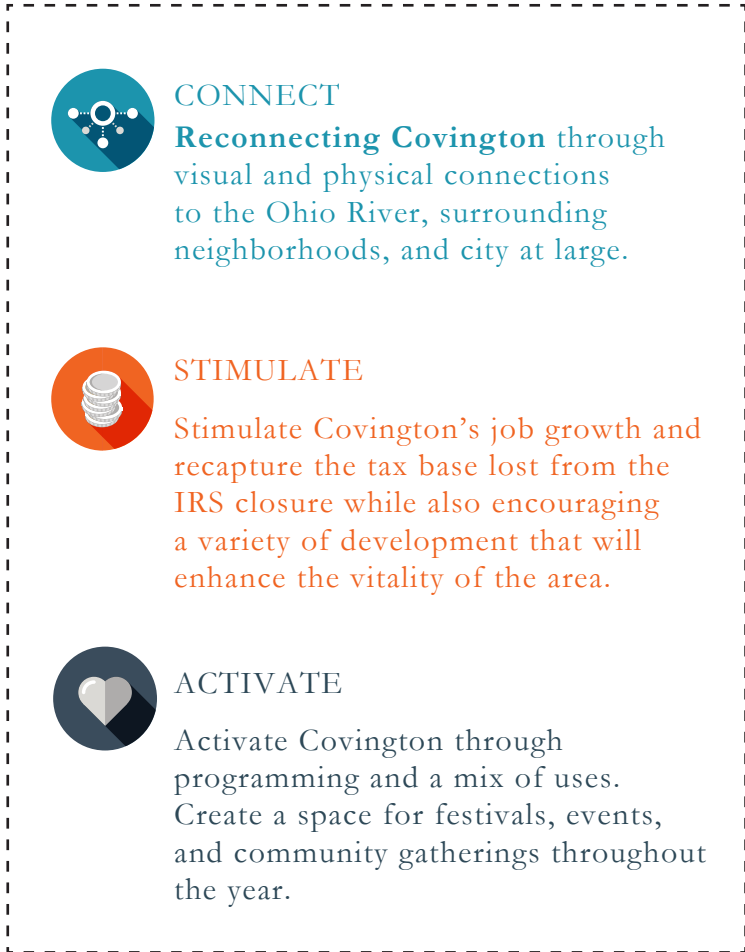 CONNECT
Reconnecting Covington through
visual and physical connections
to the Ohio River, surrounding
neighborhoods, and city at large.
STIMULATE
Stimulate Covington’s job growth and
recapture the tax base lost from the
IRS closure while also encouraging
a variety of development that will
enhance the vitality of the area.
ACTIVATE
Activate Covington through
programming and a mix of uses.
Create a space for festivals, events,
and community gatherings throughout
the year.